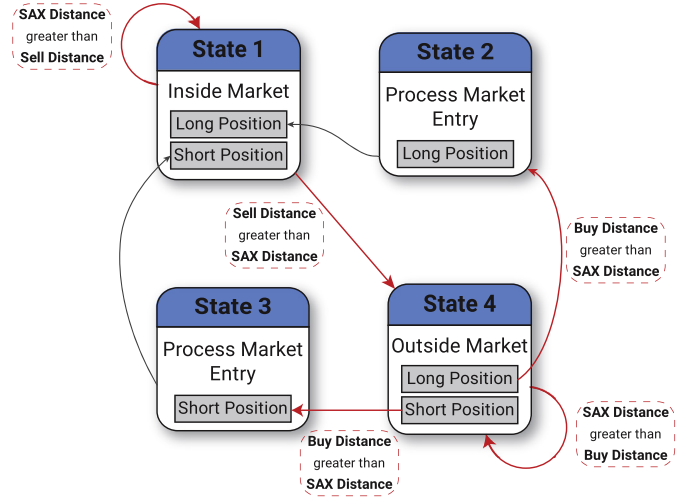 SAX Distance
greater than
Sell Distance
State 1
Inside Market
Long Position
Short Position
State 2
Process Market
Entry
Long Position
Sell Distance
greater than
SAX Distance
Buy Distance
greater than
SAX Distance
State 3
Process Market
Entry
Short Position
State 4
Outside Market
Long Position
Short Position
Buy Distance
greater than
SAX Distance
SAX Distance
greater than
Buy Distance